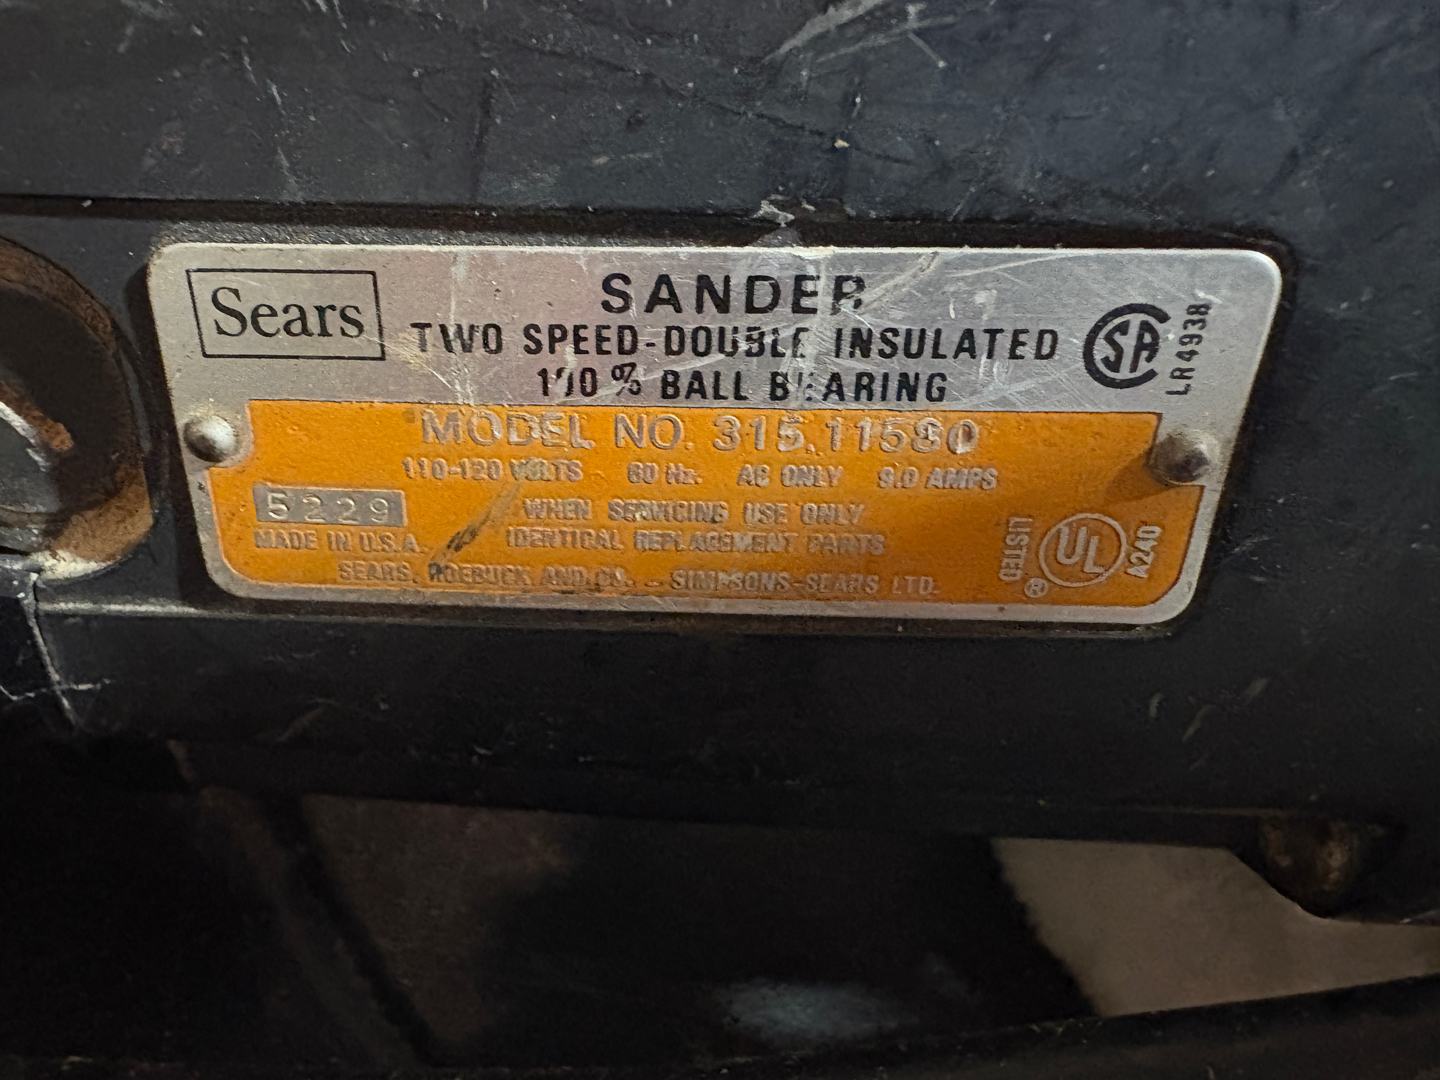 Sears
SANDER
TWO SPEED-DOUBLE INSULATED
100% BALL BEARING
SA
LR4938
MODEL NO. 315.11580
110-120 VOLTS 60 Hz. AC ONLY 9.0 AMPS
5229
WHEN SERVICING USE ONLY
MADE IN U.S.A. IDENTICAL REPLACEMENT PARTS
SEARS, ROEBUCK AND CO. - SIMPSONS-SEARS LTD.
LISTED
UL
®
A240